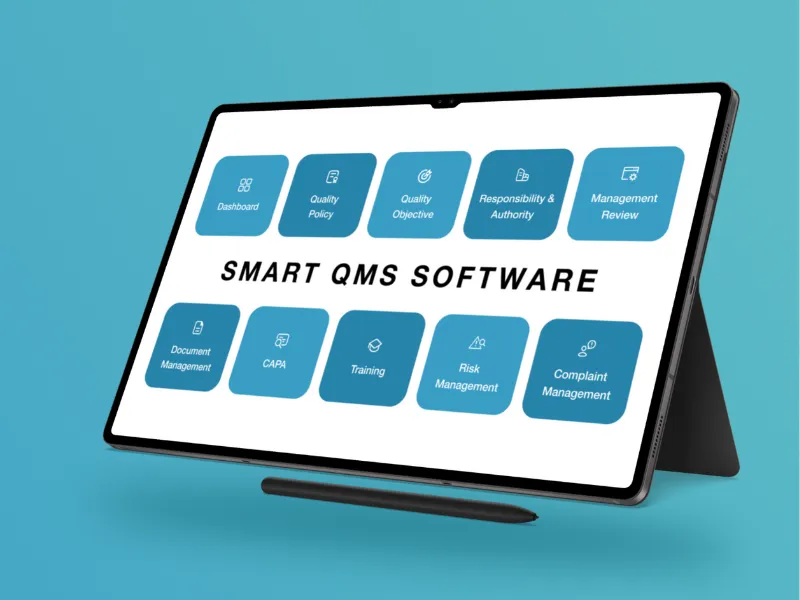 Dashboard
Quality
Policy
Quality
Objective
Responsibility &
Authority
Management
Review
SMART QMS SOFTWARE
Document
Management
CAPA
Training
Risk
Management
Complaint
Management